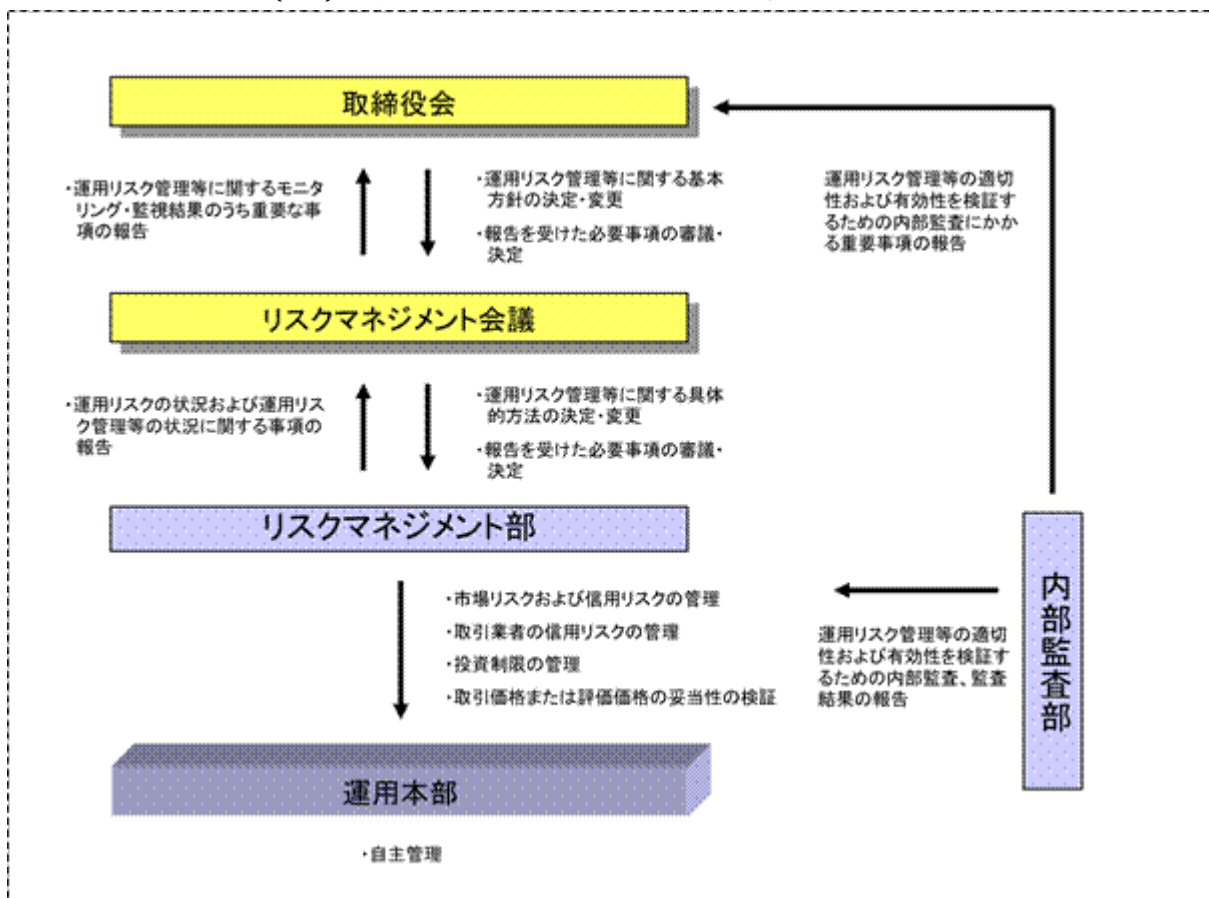 取締役会
・運用リスク管理等に関するモニ
タリング・監視結果のうち重要な事
項の報告
・運用リスク管理等に関する基本
方針の決定・変更
・報告を受けた必要事項の審議・
決定
運用リスク管理等の適切
性および有効性を検証す
るための内部監査にかか
る重要事項の報告
リスクマネジメント会議
・運用リスクの状況および運用リス
ク管理等の状況に関する事項の
報告
・運用リスク管理等に関する具体
的方法の決定・変更
・報告を受けた必要事項の審議・
決定
リスクマネジメント部
・市場リスクおよび信用リスクの管理
・取引業者の信用リスクの管理
・投資制限の管理
・取引価格または評価価格の妥当性の検証
運用リスク管理等の適切
性および有効性を検証す
るための内部監査、監査
結果の報告
内部監査部
運用本部
・自主管理